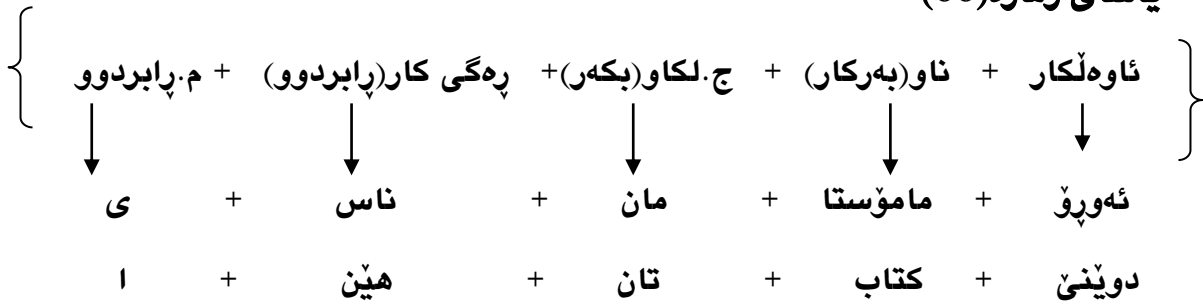 ئاوەڵکار + ناو(بەرکار) + ج.لکاو(بکەر)+ ڕەگی کار(ڕابردوو) + م.ڕابردوو
ئەوڕۆ + مامۆستا + مان + ناس + ی
دوێنێ + کتاب + تان + هێن + ا